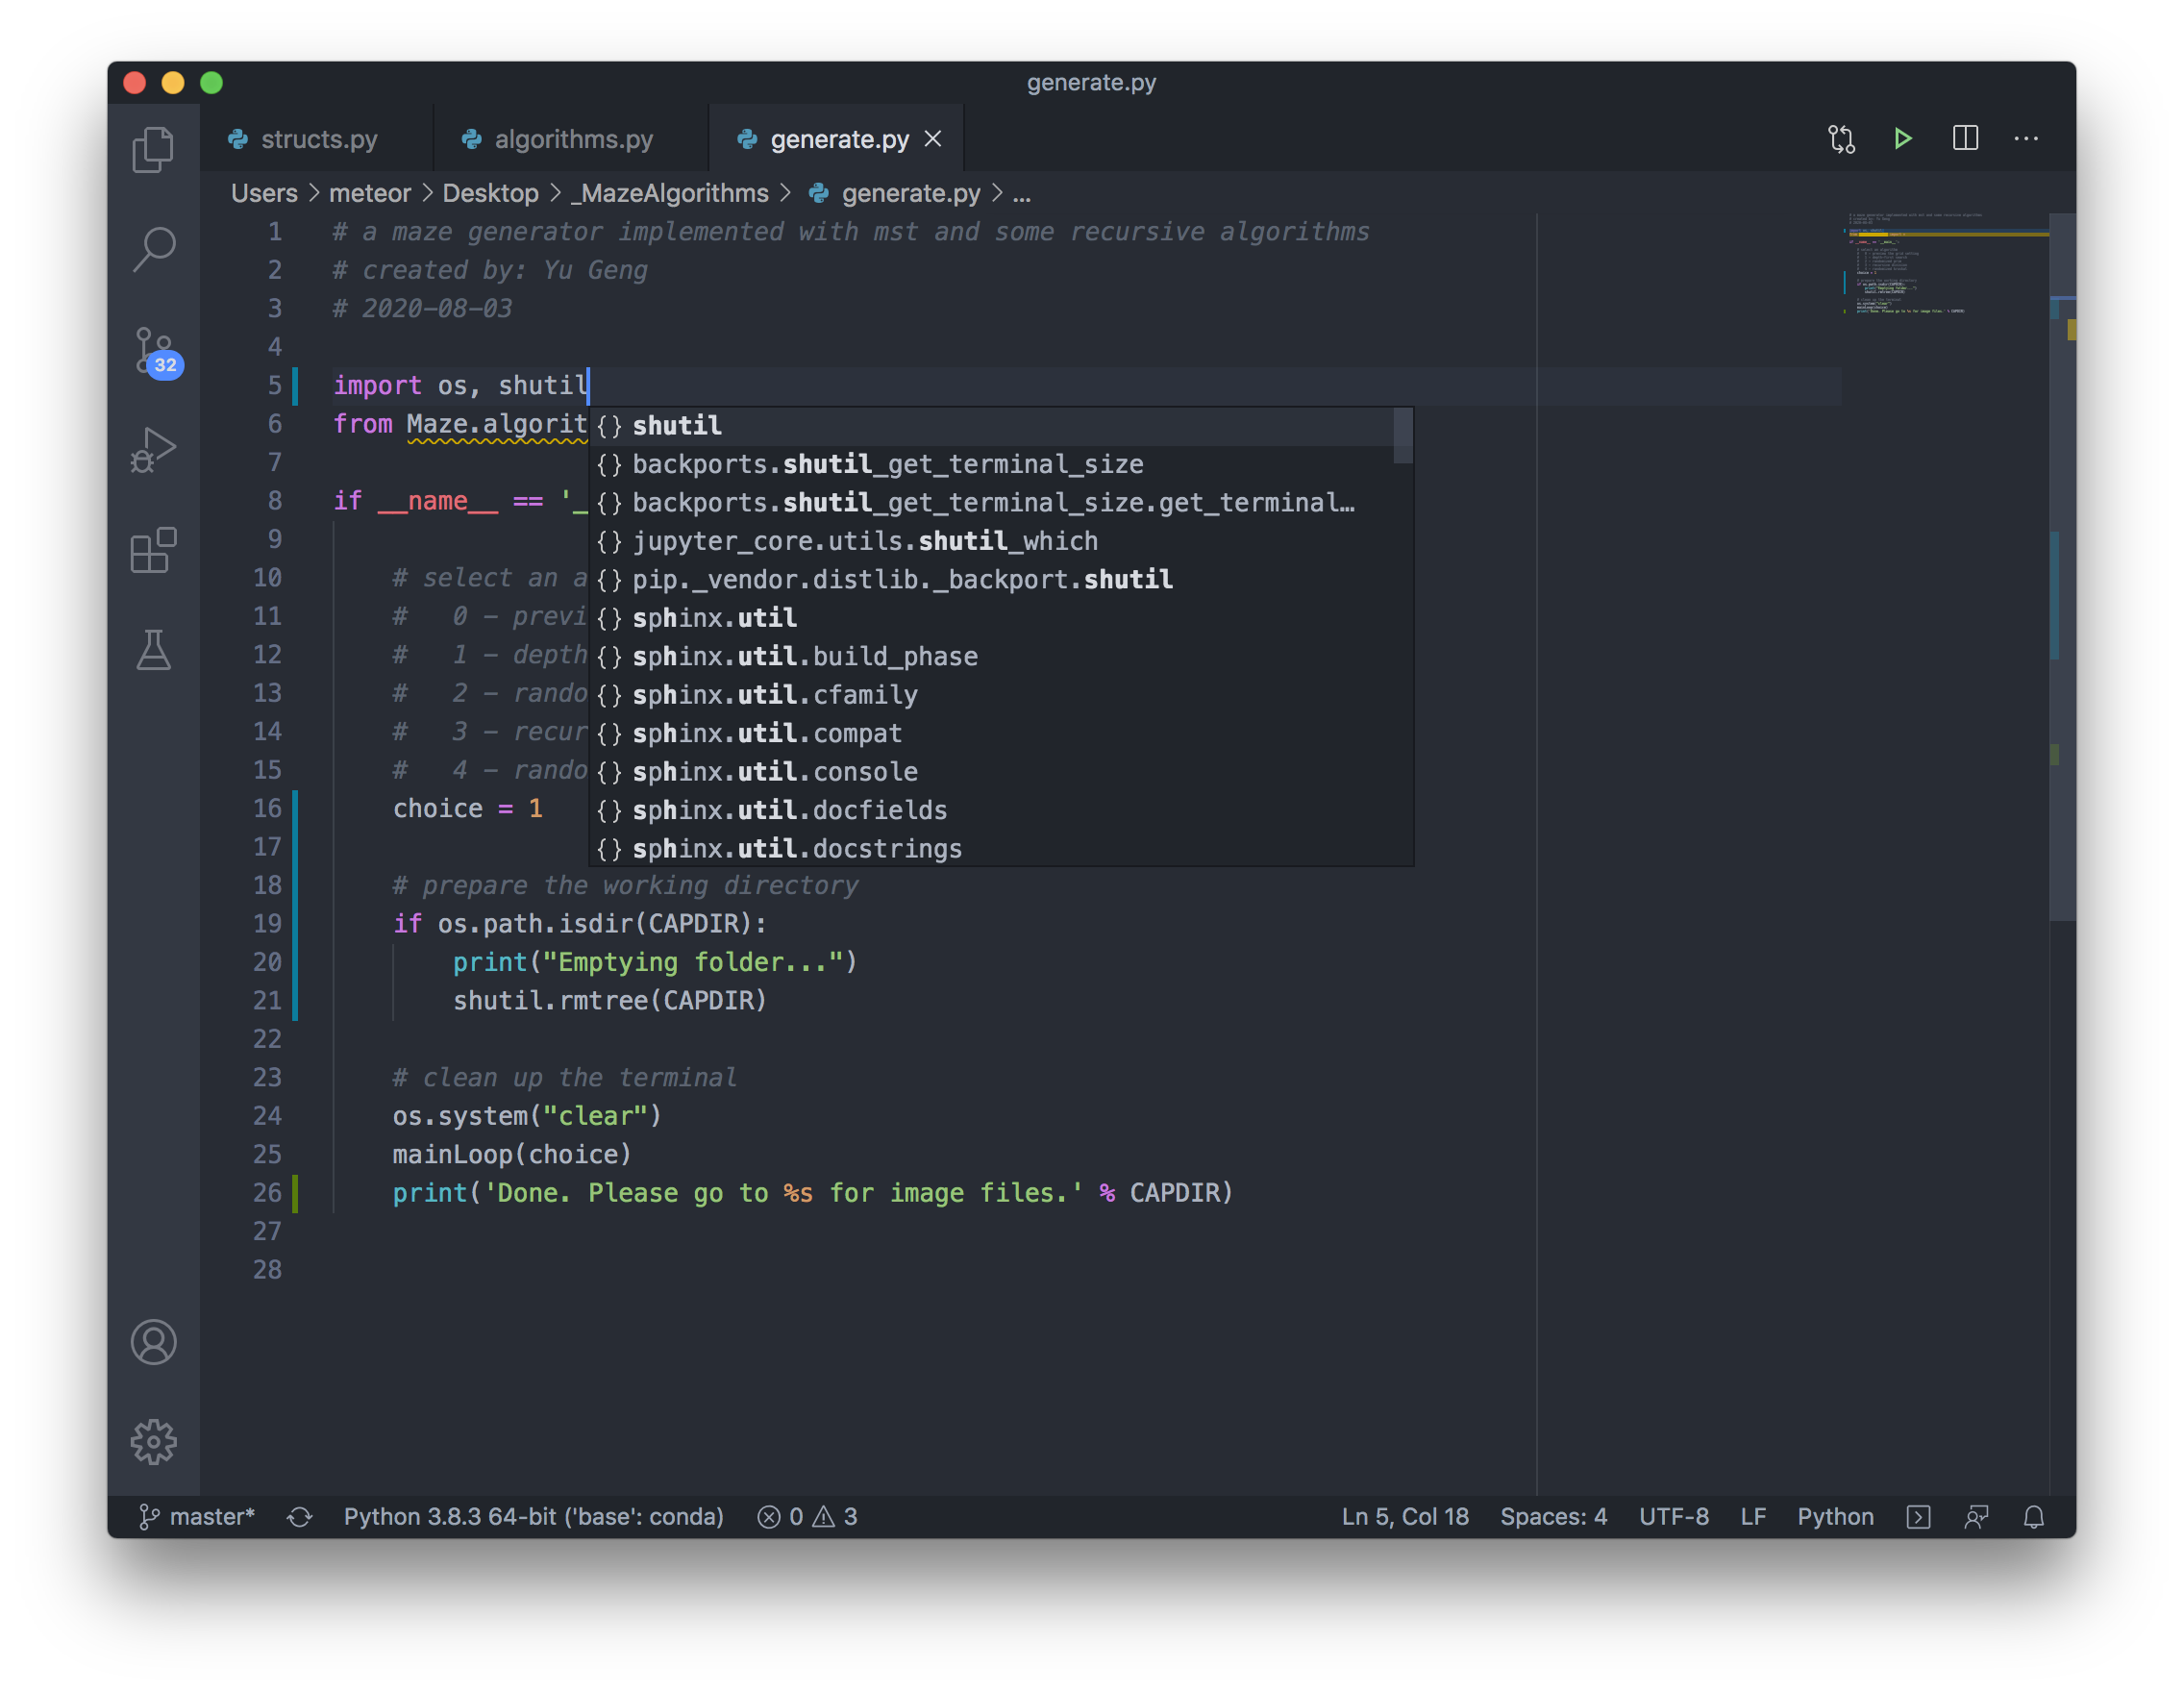 generate.py
structs.py
algorithms.py
generate.py
Users > meteor > Desktop > _MazeAlgorithms > generate.py > ...
1 # a maze generator implemented with mst and some recursive algorithms
2 # created by: Yu Geng
3 # 2020-08-03
4
5 import os, shutil
6 from Maze.algorit
7
8 if __name__ == '_
9
10 # select an a
11 # 0 - previ
12 # 1 - depth
13 # 2 - rando
14 # 3 - recur
15 # 4 - rando
16 choice = 1
17
18 # prepare the working directory
19 if os.path.isdir(CAPDIR):
20 print("Emptying folder...")
21 shutil.rmtree(CAPDIR)
22
23 # clean up the terminal
24 os.system("clear")
25 mainLoop(choice)
26 print('Done. Please go to %s for image files.' % CAPDIR)
27
28
{} shutil
{} backports.shutil_get_terminal_size
{} backports.shutil_get_terminal_size.get_terminal…
{} jupyter_core.utils.shutil_which
{} pip._vendor.distlib._backport.shutil
{} sphinx.util
{} sphinx.util.build_phase
{} sphinx.util.cfamily
{} sphinx.util.compat
{} sphinx.util.console
{} sphinx.util.docfields
{} sphinx.util.docstrings
32
master* Python 3.8.3 64-bit ('base': conda) 0 3 Ln 5, Col 18 Spaces: 4 UTF-8 LF Python